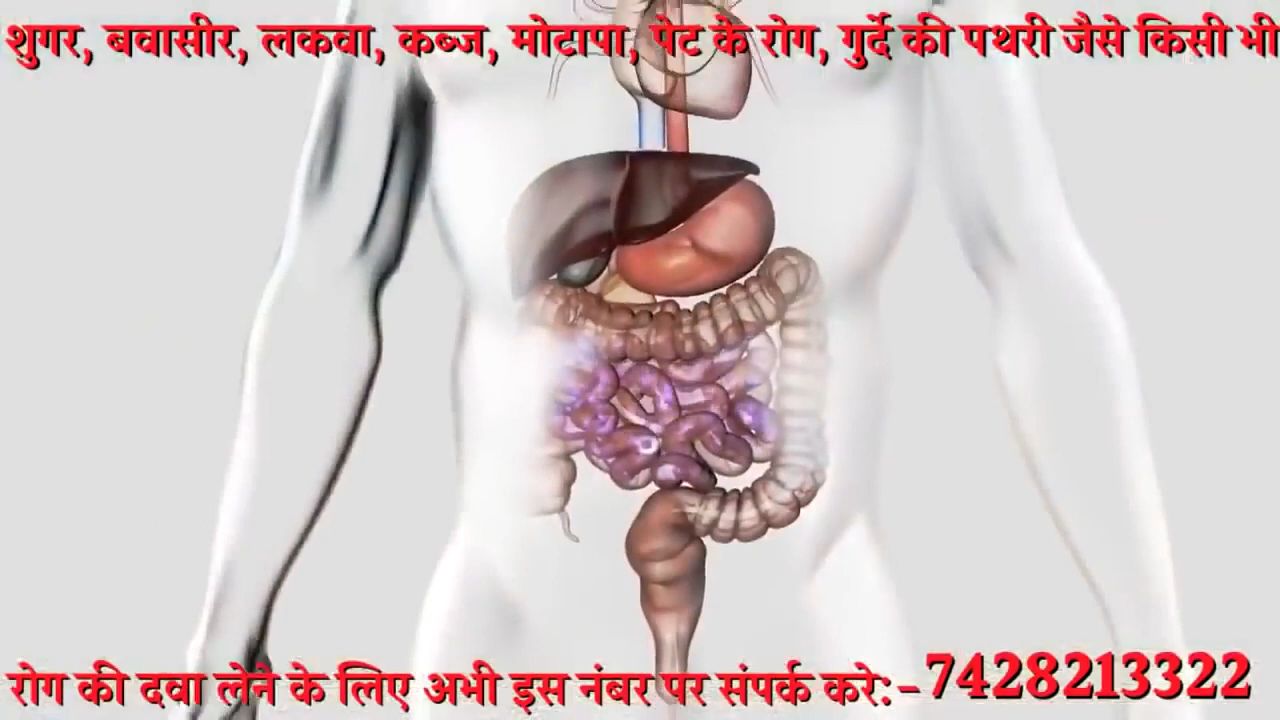 शुगर, बवासीर, लकवा, कब्ज, मोटापा, पेट के रोग, गुर्दे की पथरी जैसे किसी भी
रोग की दवा लेने के लिए अभी इस नंबर पर संपर्क करे:-7428213322